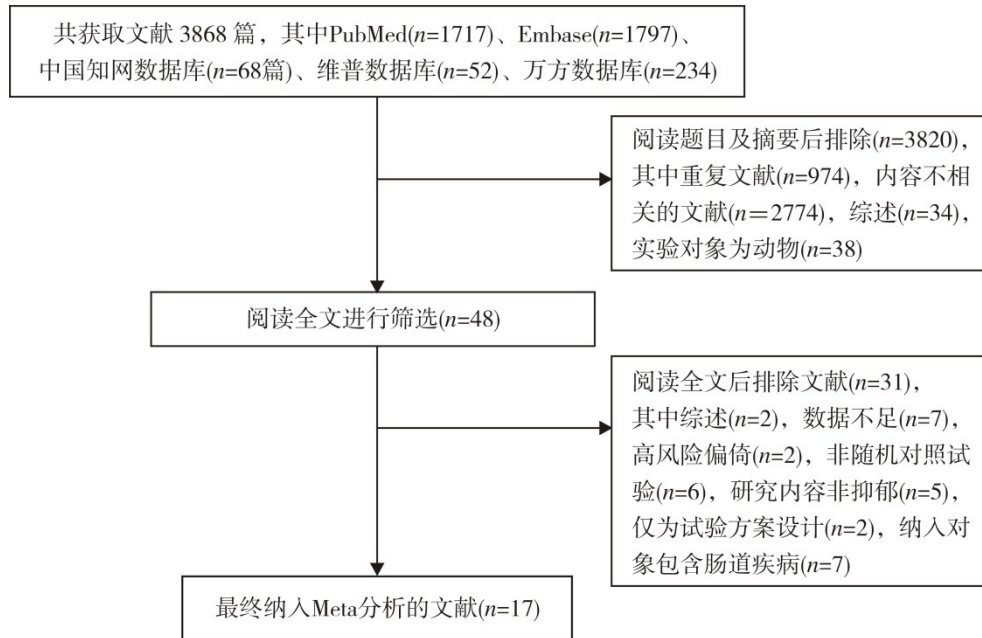 共获取文献 3868 篇，其中PubMed(n=1717)、Embase(n=1797)、
中国知网数据库(n=68篇)、维普数据库(n=52)、万方数据库(n=234)
阅读题目及摘要后排除(n=3820)，
其中重复文献(n=974)，内容不相
关的文献(n＝2774)，综述(n=34)，
实验对象为动物(n=38)
阅读全文进行筛选(n=48)
阅读全文后排除文献(n=31)，
其中综述(n=2)，数据不足(n=7)，
高风险偏倚(n=2)，非随机对照试
验(n=6)，研究内容非抑郁(n=5)，
仅为试验方案设计(n=2)，纳入对
象包含肠道疾病(n=7)
最终纳入Meta分析的文献(n=17)